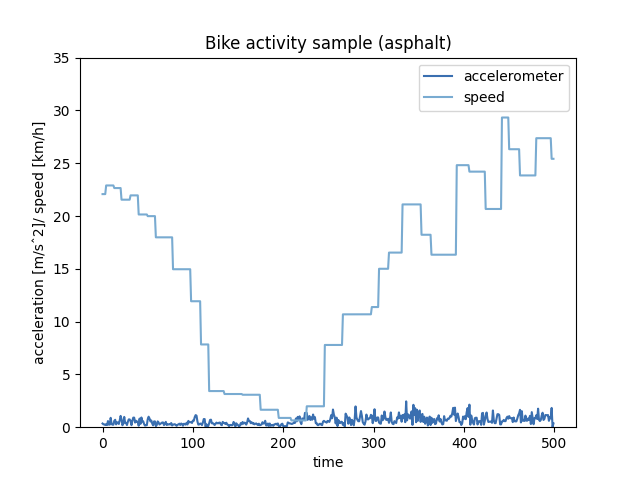 Bike activity sample (asphalt)
accelerometer
speed
acceleration [m/s^2]/ speed [km/h]
35
30
25
20
15
10
5
0
0 100 200 300 400 500
time